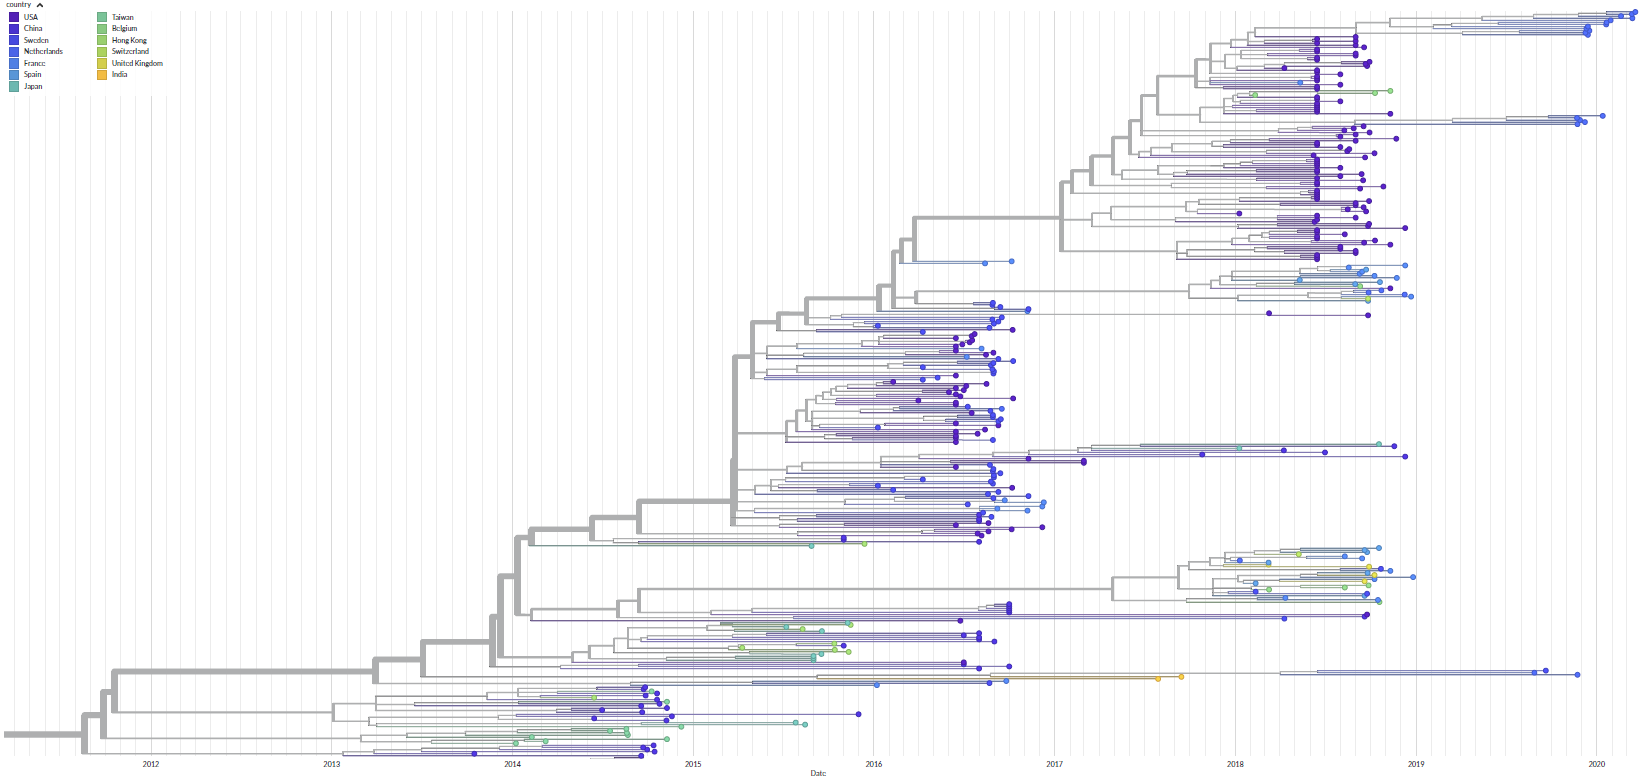 country
USA
China
Sweden
Netherlands
France
Spain
Japan
Taiwan
Belgium
Hong Kong
Switzerland
United Kingdom
India
2012 2013 2014 2015 2016 2017 2018 2019 2020
Date